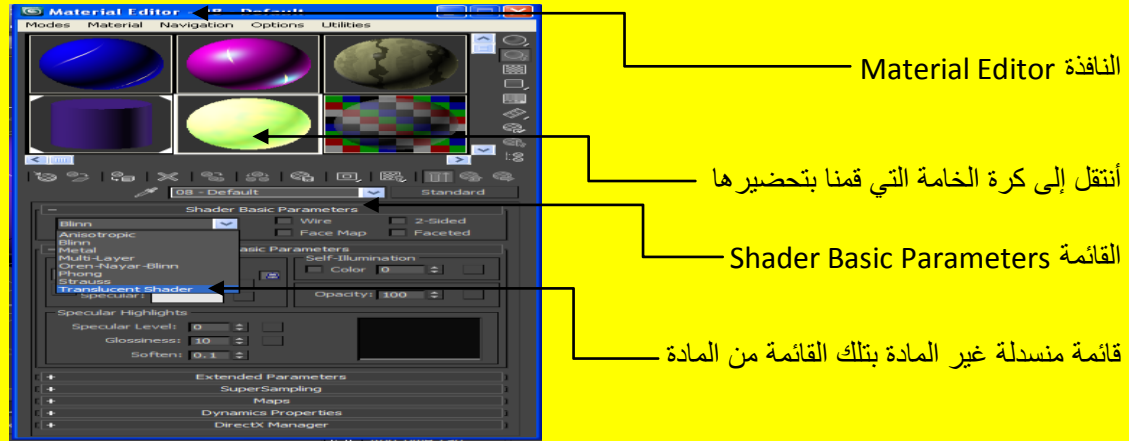 Material Editor - 08 - Default
Modes Material Navigation Options Utilities
08 - Default Standard
Shader Basic Parameters
Blinn Wire 2-Sided
Face Map Faceted
Anisotropic
Blinn
Metal
Multi-Layer
Oren-Nayar-Blinn
Phong
Strauss
Translucent Shader
asic Parameters
Self-Illumination
Color 0
Specular: Opacity: 100
Specular Highlights
Specular Level: 0
Glossiness: 10
Soften: 0.1
Extended Parameters
SuperSampling
Maps
Dynamics Properties
DirectX Manager
النافذة Material Editor
أنتقل إلى كرة الخامة التي قمنا بتحضيرها
القائمة Shader Basic Parameters
قائمة منسدلة غير المادة بتلك القائمة من المادة